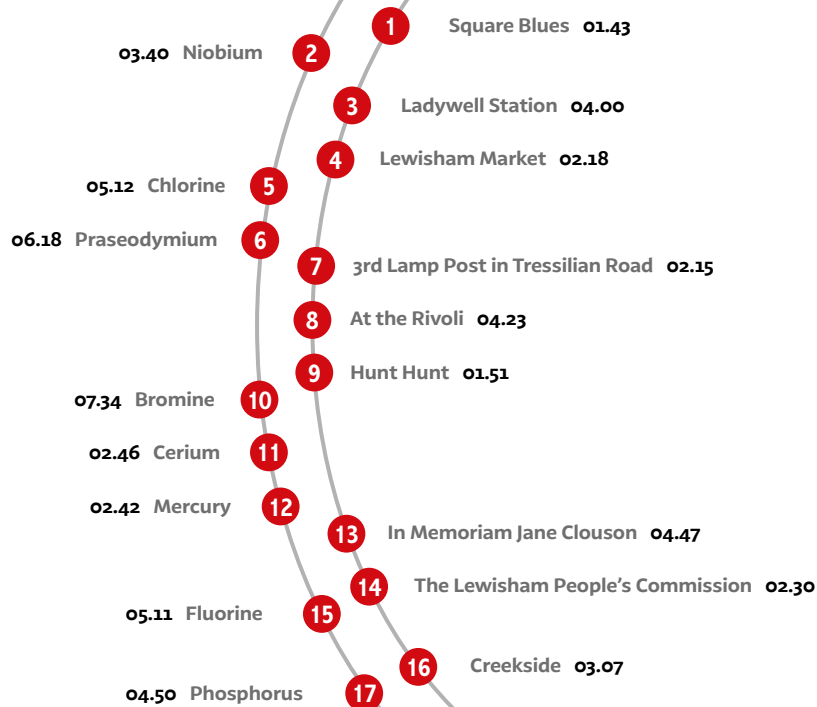 1 Square Blues 01.43
03.40 Niobium 2
3 Ladywell Station 04.00
4 Lewisham Market 02.18
05.12 Chlorine 5
06.18 Praseodymium 6
7 3rd Lamp Post in Tressilian Road 02.15
8 At the Rivoli 04.23
9 Hunt Hunt 01.51
07.34 Bromine 10
02.46 Cerium 11
02.42 Mercury 12
13 In Memoriam Jane Clouson 04.47
14 The Lewisham People's Commission 02.30
05.11 Fluorine 15
16 Creekside 03.07
04.50 Phosphorus 17